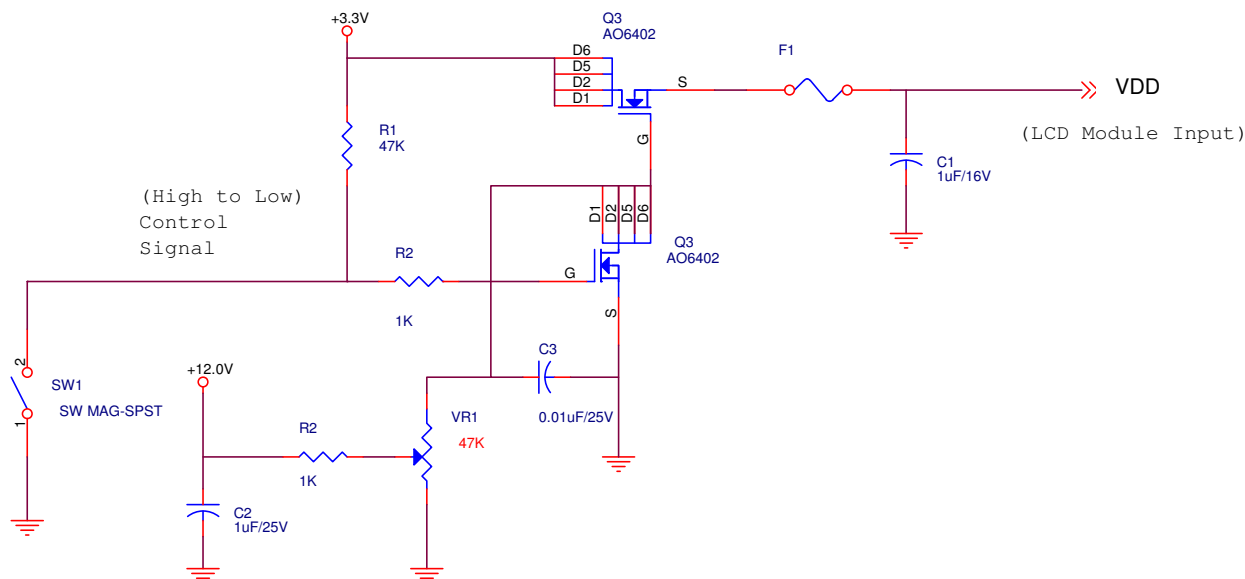 +3.3V
Q3
AO6402
D6
D5
D2
D1
S
G
F1
VDD
(LCD Module Input)
R1
47K
C1
1uF/16V
(High to Low)
Control
Signal
D1
D2
D5
D6
Q3
AO6402
R2
G
1K
S
C3
0.01uF/25V
2
SW1
SW MAG-SPST
1
+12.0V
R2
1K
VR1
47K
C2
1uF/25V